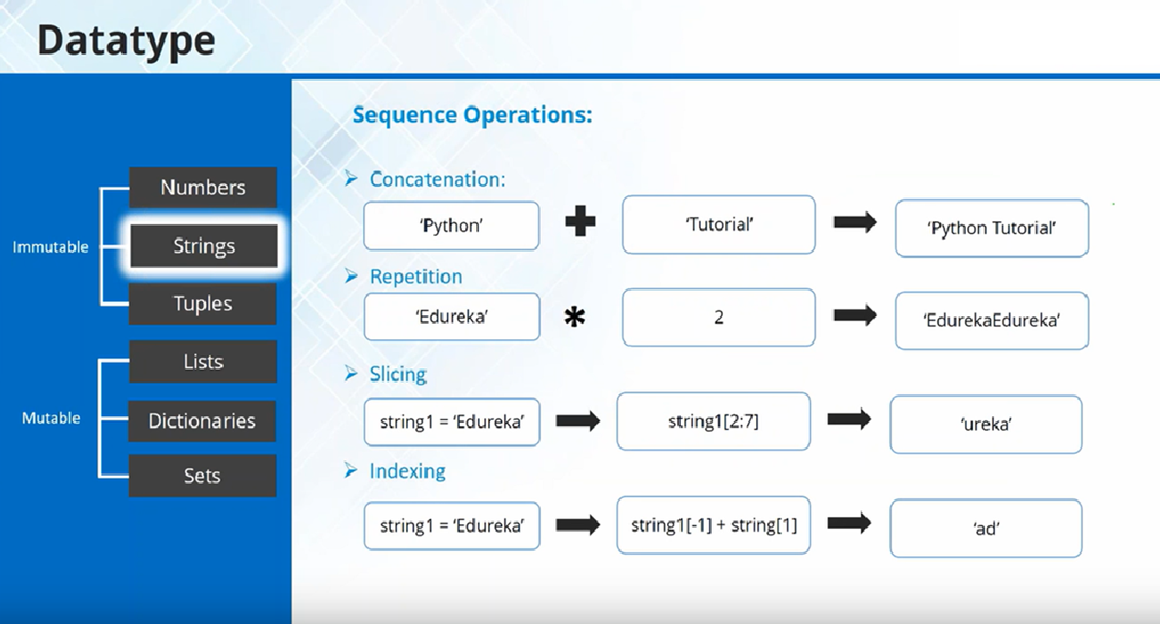 Datatype
Immutable
Numbers
Strings
Tuples
Mutable
Lists
Dictionaries
Sets
Sequence Operations:
➢ Concatenation:
‘Python’ + ‘Tutorial’ ➡ ‘Python Tutorial’
➢ Repetition
‘Edureka’ * 2 ➡ ‘EdurekaEdureka’
➢ Slicing
string1 = ‘Edureka’ ➡ string1[2:7] ➡ ‘ureka’
➢ Indexing
string1 = ‘Edureka’ ➡ string1[-1] + string[1] ➡ ‘ad’